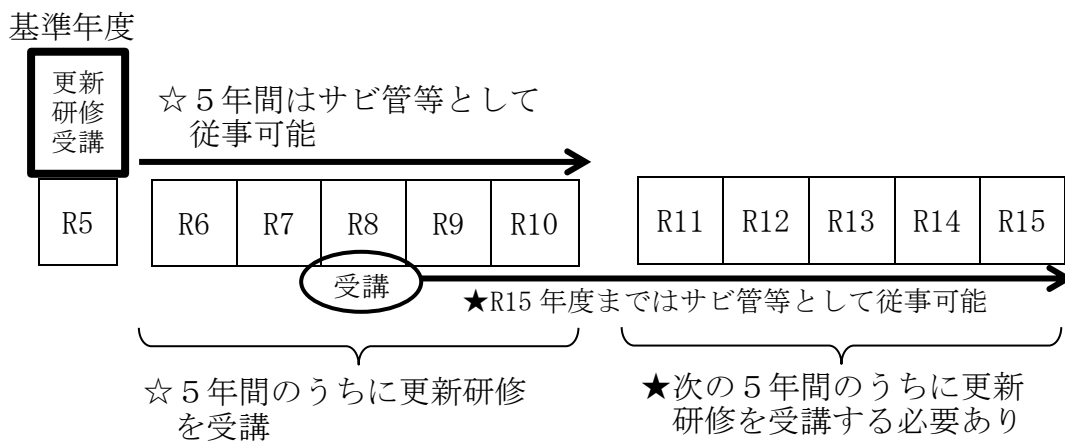 基準年度
更新
研修
受講
☆５年間はサビ管等として
従事可能
R5
R6
R7
R8
R9
R10
R11
R12
R13
R14
R15
受講
★R15年度まではサビ管等として従事可能
☆５年間のうちに更新研修
を受講
★次の５年間のうちに更新
研修を受講する必要あり